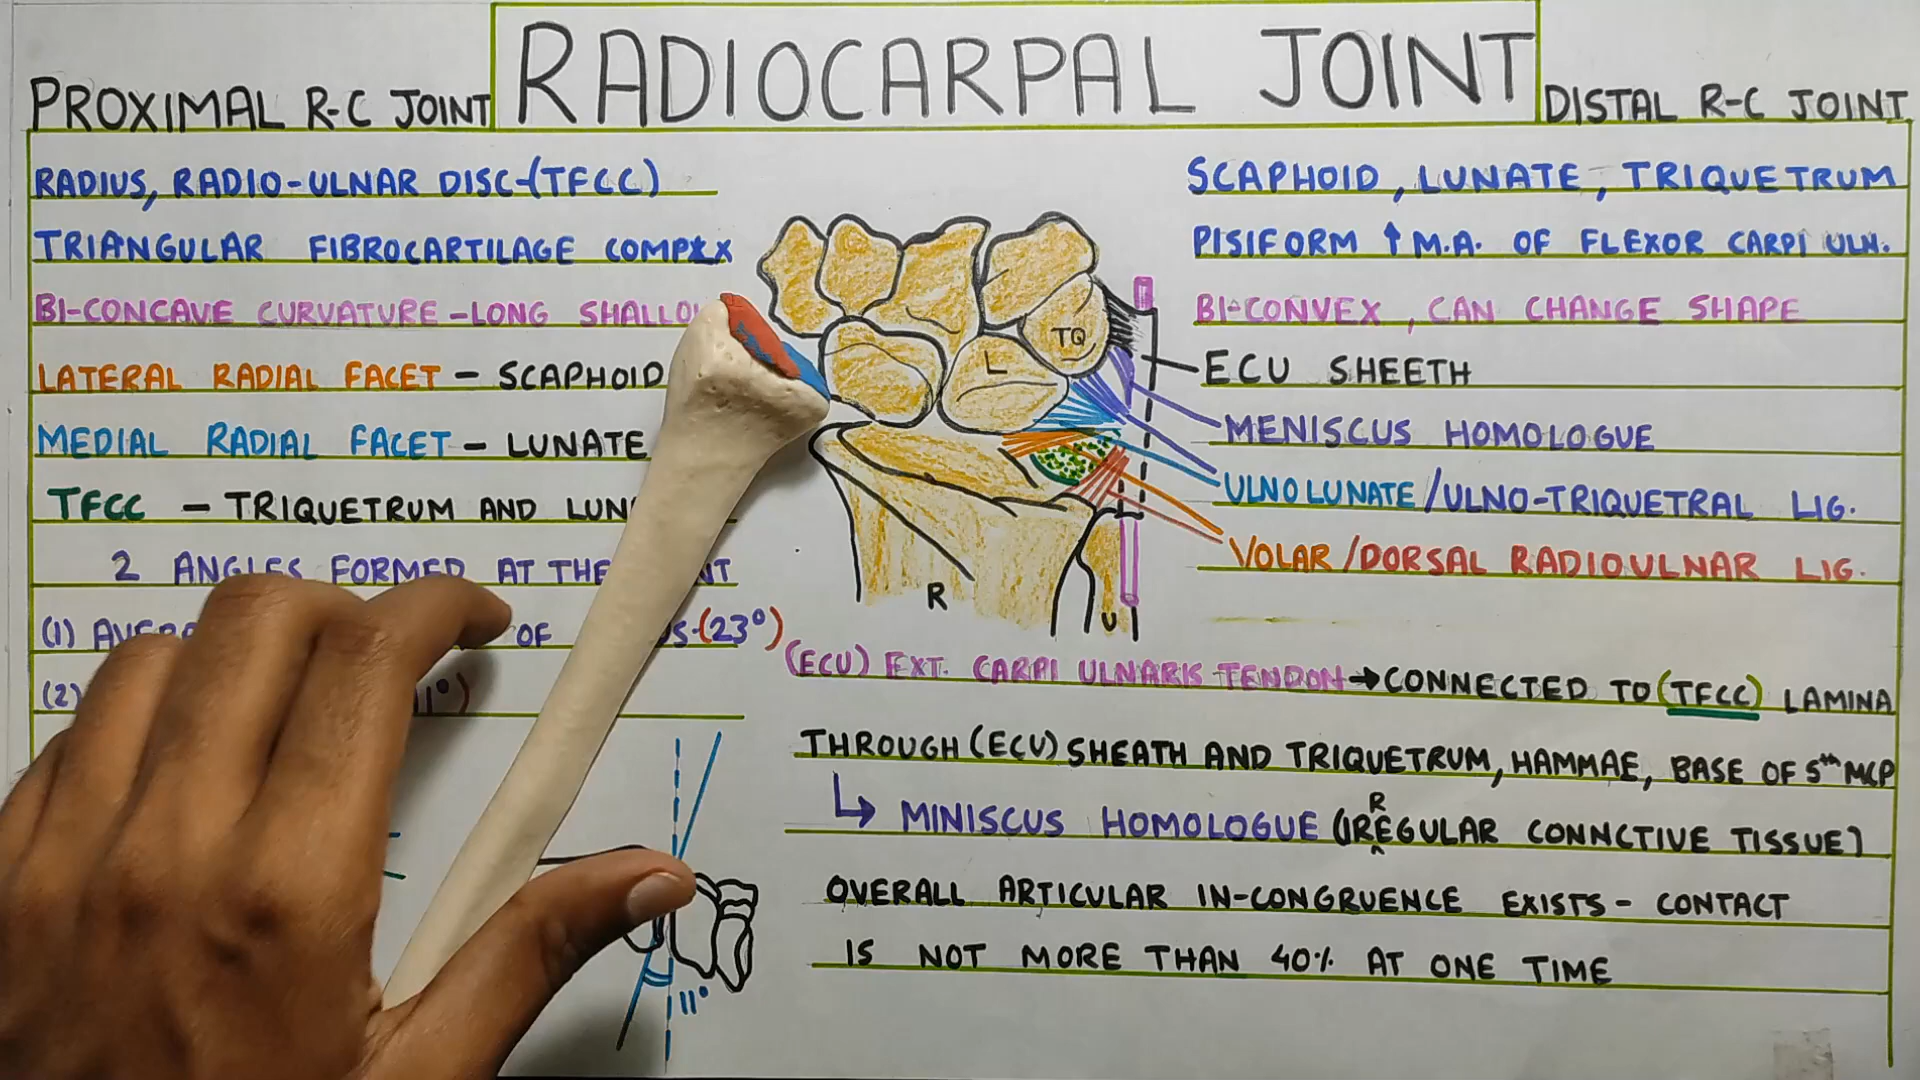 RADIOCARPAL JOINT
PROXIMAL R-C JOINT
RADIUS, RADIO-ULNAR DISC-(TFCC)
TRIANGULAR FIBROCARTILAGE COMPLX
BI-CONCAVE CURVATURE -LONG
LATERAL RADIAL FACET - SCAPHOID
MEDIAL RADIAL FACET - LUNATE
TFCC - TRIQUETRUM AND
2 ANGLES FORMED AT THE
(1) OF (23°)
(2)
11°
DISTAL R-C JOINT
SCAPHOID, LUNATE, TRIQUETRUM
PISIFORM ↑ M.A. OF FLEXOR CARPI ULN.
BI-CONVEX, CAN CHANGE SHAPE
ECU SHEETH
MENISCUS HOMOLOGUE
ULNOLUNATE/ULNO-TRIQUETRAL LIG.
VOLAR/DORSAL RADIOULNAR LIG.
TQ
L
R
U
(ECU) EXT. CARPI ULNARIS TENDON→CONNECTED TO (TFCC) LAMINA
THROUGH (ECU) SHEATH AND TRIQUETRUM, HAMMAE, BASE OF 5th MCP
↳ MINISCUS HOMOLOGUE (IRREGULAR CONNCTIVE TISSUE)
OVERALL ARTICULAR IN-CONGRUENCE EXISTS - CONTACT
IS NOT MORE THAN 40% AT ONE TIME